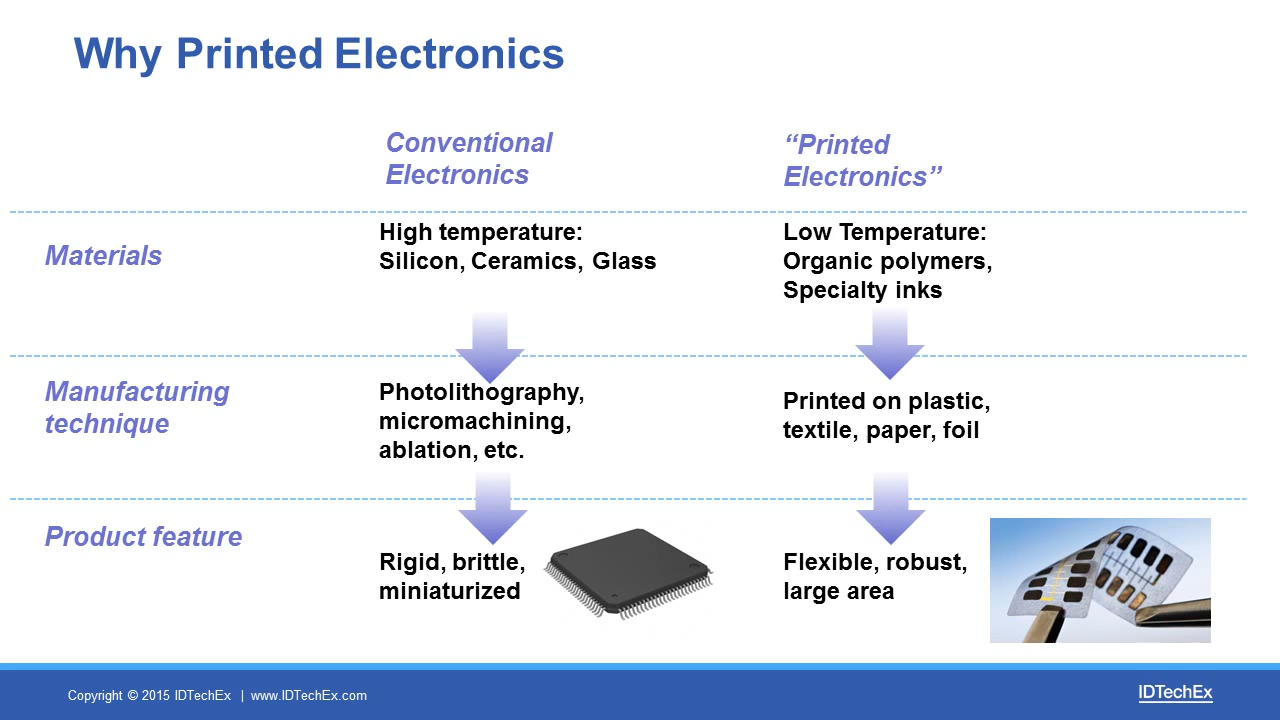 Why Printed Electronics
Conventional
Electronics
“Printed
Electronics”
Materials
High temperature:
Silicon, Ceramics, Glass
Low Temperature:
Organic polymers,
Specialty inks
Manufacturing
technique
Photolithography,
micromachining,
ablation, etc.
Printed on plastic,
textile, paper, foil
Product feature
Rigid, brittle,
miniaturized
Flexible, robust,
large area
Copyright © 2015 IDTechEx | www.IDTechEx.com
IDTechEx